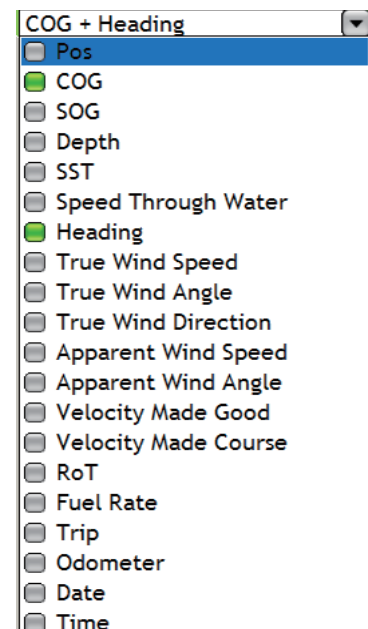 COG + Heading
Pos
COG
SOG
Depth
SST
Speed Through Water
Heading
True Wind Speed
True Wind Angle
True Wind Direction
Apparent Wind Speed
Apparent Wind Angle
Velocity Made Good
Velocity Made Course
RoT
Fuel Rate
Trip
Odometer
Date
Time